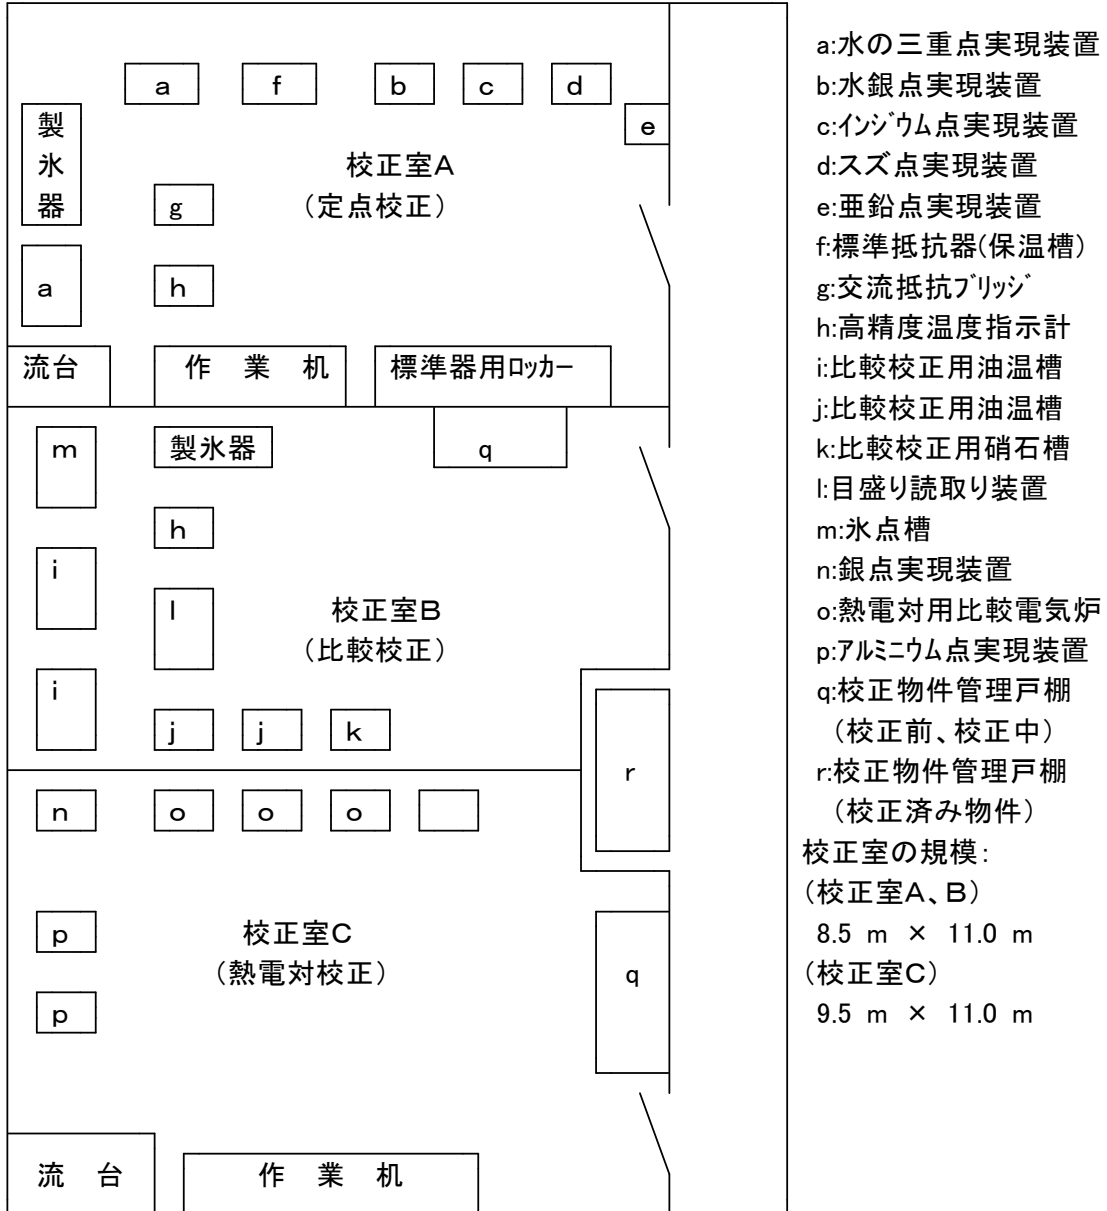 a f b c d
e
製
氷
器
校正室A
(定点校正)
g
a
h
流台
作 業 机
標準器用ロッカー
m
製氷器
q
h
i
l
校正室B
(比較校正)
i
j j k
r
n o o o
p
校正室C
(熱電対校正)
q
p
流 台
作 業 机
a:水の三重点実現装置
b:水銀点実現装置
c:インジウム点実現装置
d:スズ点実現装置
e:亜鉛点実現装置
f:標準抵抗器(保温槽)
g:交流抵抗ブリッジ
h:高精度温度指示計
i:比較校正用油温槽
j:比較校正用油温槽
k:比較校正用硝石槽
l:目盛り読取り装置
m:氷点槽
n:銀点実現装置
o:熱電対用比較電気炉
p:アルミニウム点実現装置
q:校正物件管理戸棚
(校正前、校正中)
r:校正物件管理戸棚
(校正済み物件)
校正室の規模:
(校正室A、B)
8.5 m × 11.0 m
(校正室C)
9.5 m × 11.0 m